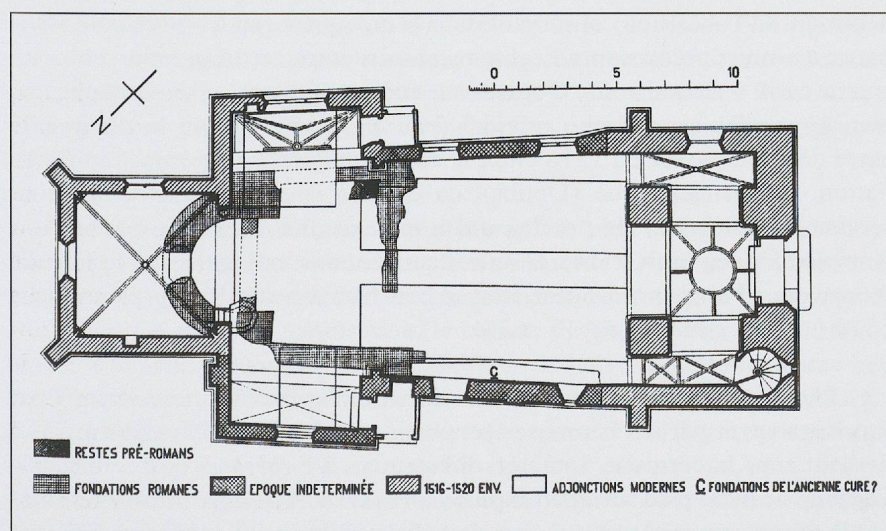 0 5 10
N
C
RESTES PRÉ-ROMANS
FONDATIONS ROMANES EPOQUE INDETERMINÉE 1516-1520 ENV. ADJONCTIONS MODERNES C FONDATIONS DE L'ANCIENNE CURE?